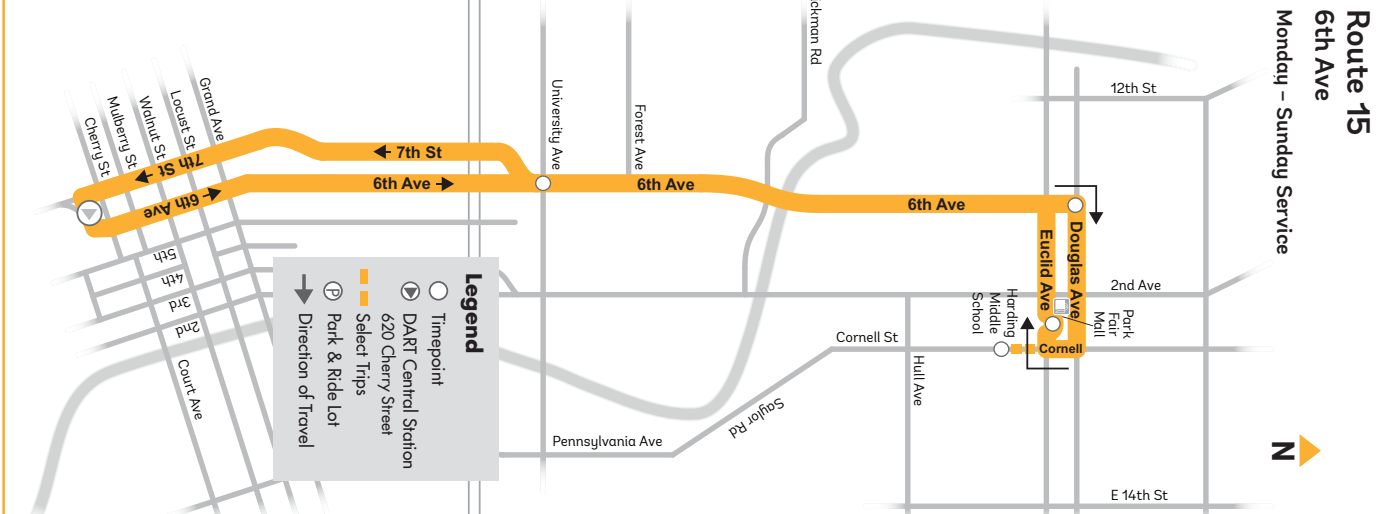 Route 15
6th Ave
Monday – Sunday Service
N
12th St
2nd Ave
E 14th St
Douglas Ave
Euclid Ave
Cornell
Park
Fair
Mall
Harding
Middle
School
Cornell St
Hull Ave
Saylor Rd
Pennsylvania Ave
6th Ave
6th Ave
Forest Ave
University Ave
7th St
6th Ave
Grand Ave
Locust St
Walnut St
Mulberry St
Cherry St
7th St
6th Ave
5th
4th
3rd
2nd
Court Ave
Legend
Timepoint
DART Central Station
620 Cherry Street
Select Trips
P Park & Ride Lot
Direction of Travel